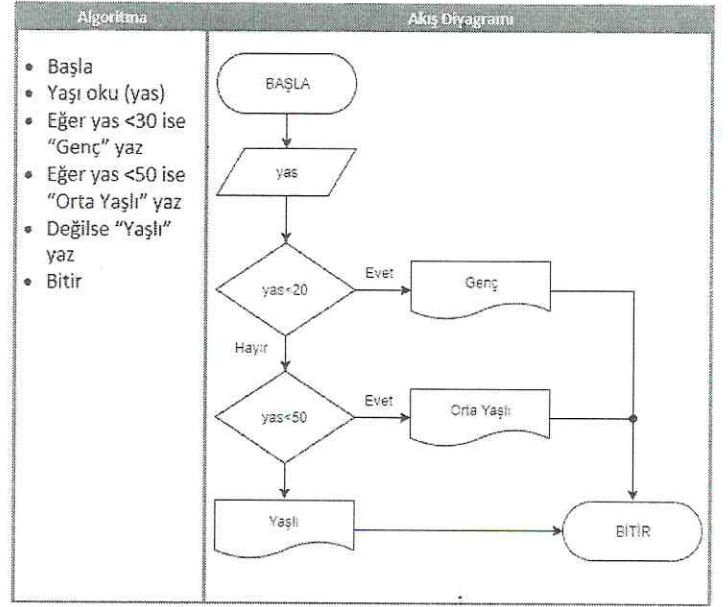 Algoritma
Akış Diyagramı
• Başla
• Yaşı oku (yas)
• Eğer yas <30 ise
"Genç" yaz
• Eğer yas <50 ise
"Orta Yaşlı" yaz
• Değilse "Yaşlı"
yaz
• Bitir
BAŞLA
yas
yas<20
Evet
Genç
Hayır
yas<50
Evet
Orta Yaşlı
Yaşlı
BİTİR